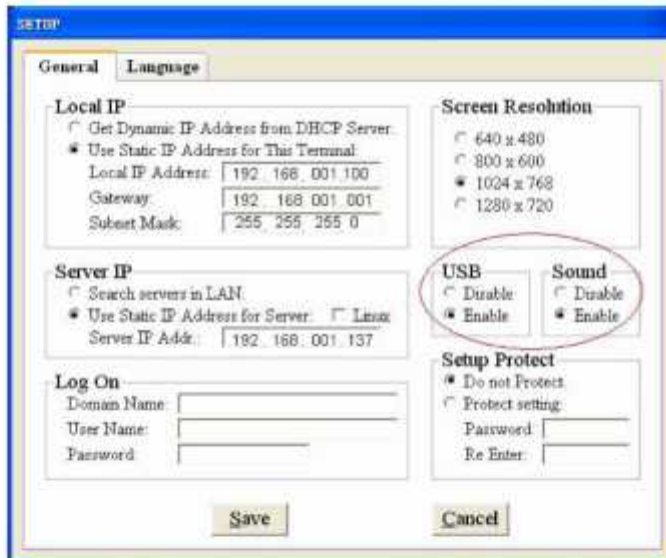 SETUP
General Language
Local IP
Get Dynamic IP Address from DHCP Server.
Use Static IP Address for This Terminal
Local IP Address: 192 . 168 . 001 . 100
Gateway: 192 . 168 001 . 001
Subnet Mask: 255 . 255 . 255 0
Screen Resolution
640 x 480
800 x 600
1024 x 768
1280 x 720
Server IP
Search servers in LAN.
Use Static IP Address for Server: Linux
Server IP Addr.: 192 . 168 . 001 . 137
USB
Disable
Enable
Sound
Disable
Enable
Log On
Domain Name:
User Name:
Password:
Setup Protect
Do not Protect
Protect setting:
Password:
Re Enter:
Save Cancel